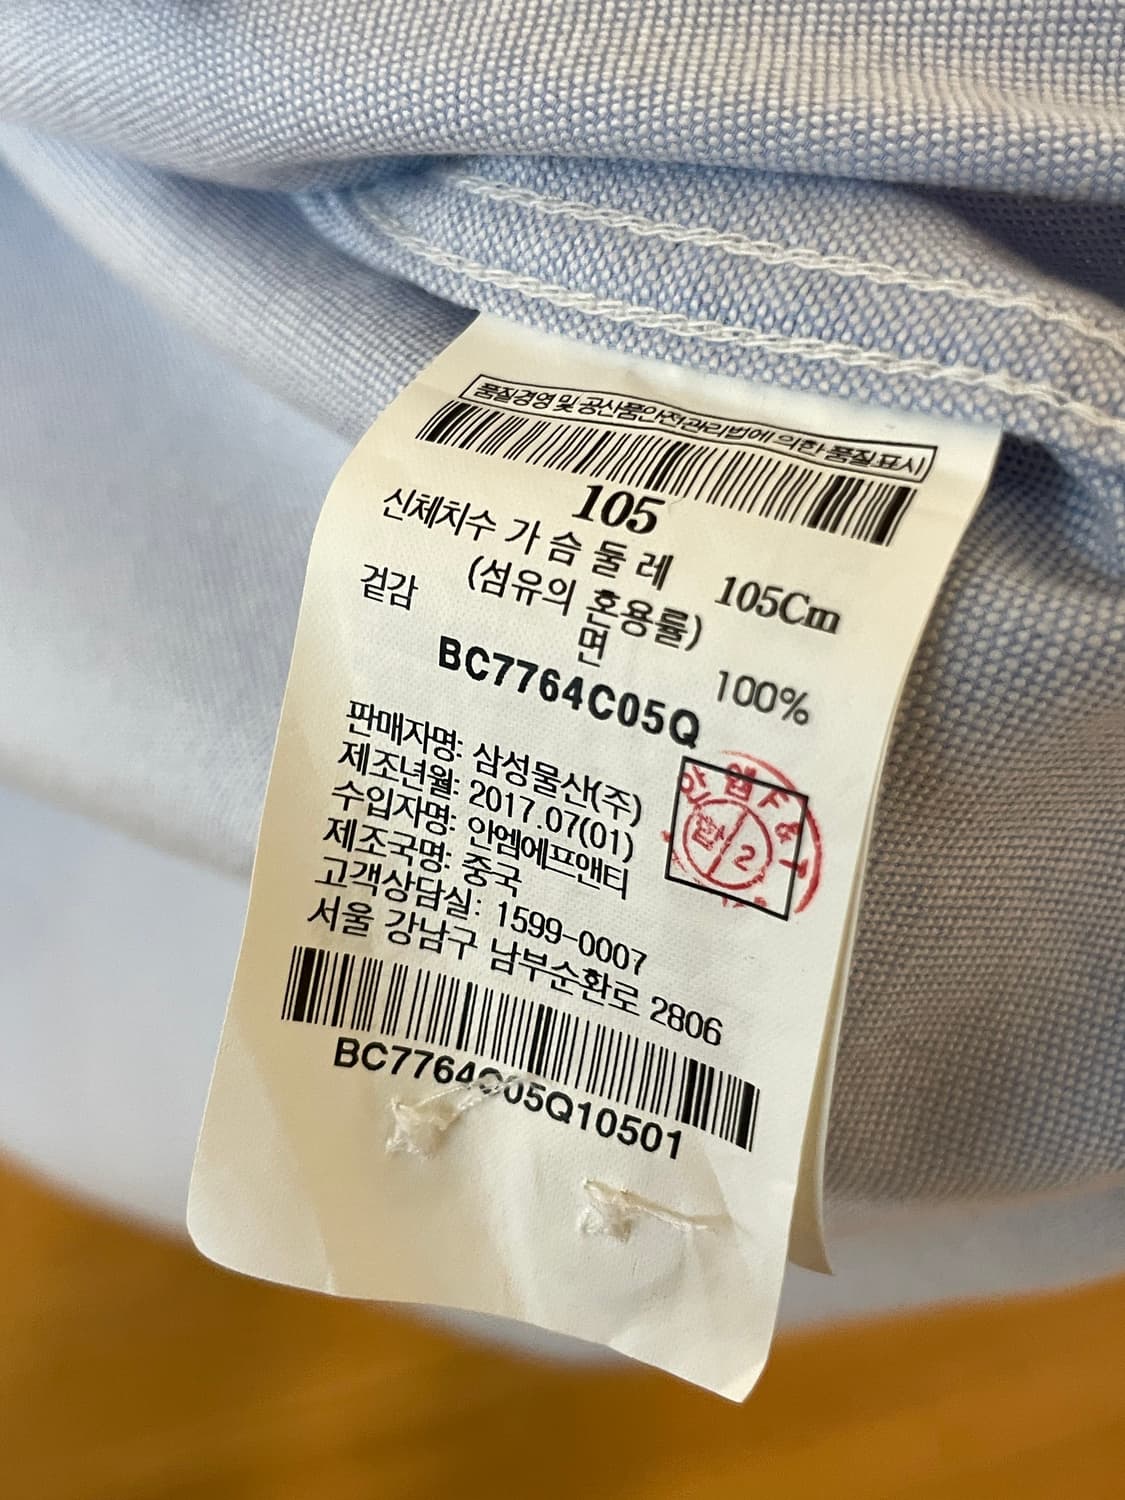 품질경영 및 공산품안전관리법에 의한 품질표시
105
신체치수 가슴둘레 105Cm
(섬유의 혼용률)
겉감 면 100%
BC7764C05Q
판매자명: 삼성물산(주)
제조년월: 2017.07(01)
수입자명: 안엠에프앤티
제조국명: 중국
고객상담실: 1599-0007
서울 강남구 남부순환로 2806
BC7764C05Q10501
합 2